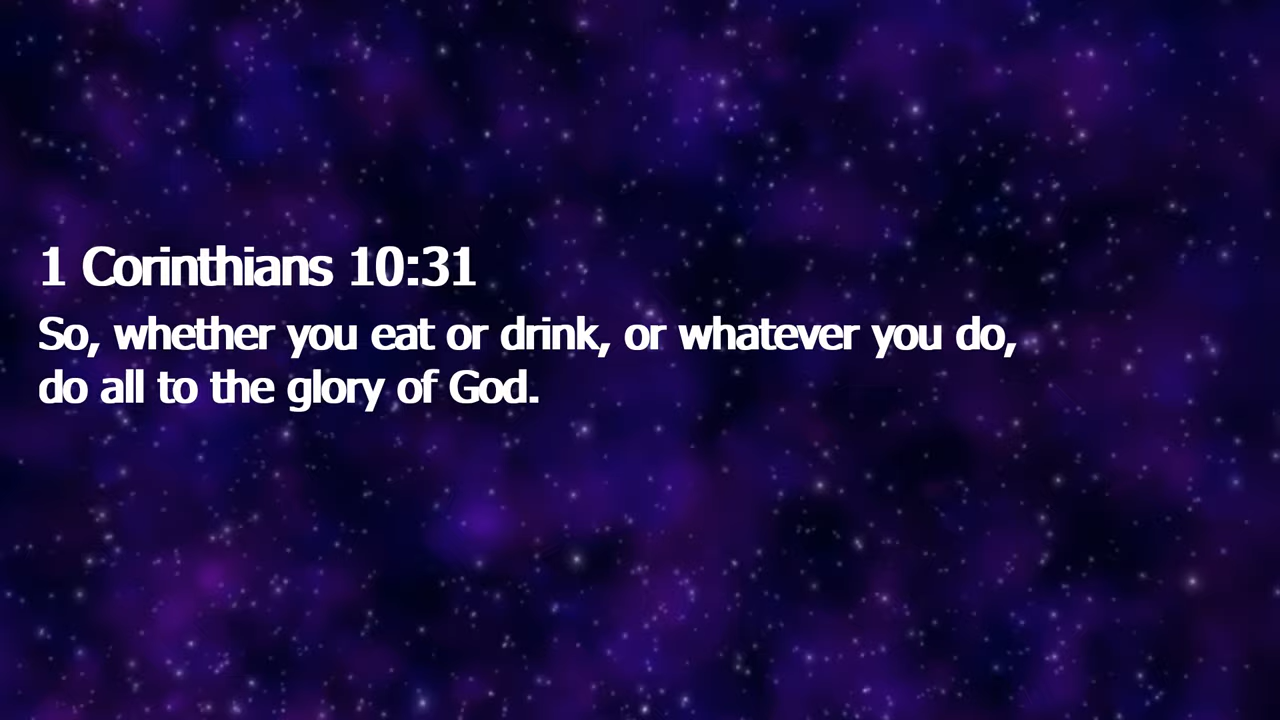 1 Corinthians 10:31
So, whether you eat or drink, or whatever you do,
do all to the glory of God.